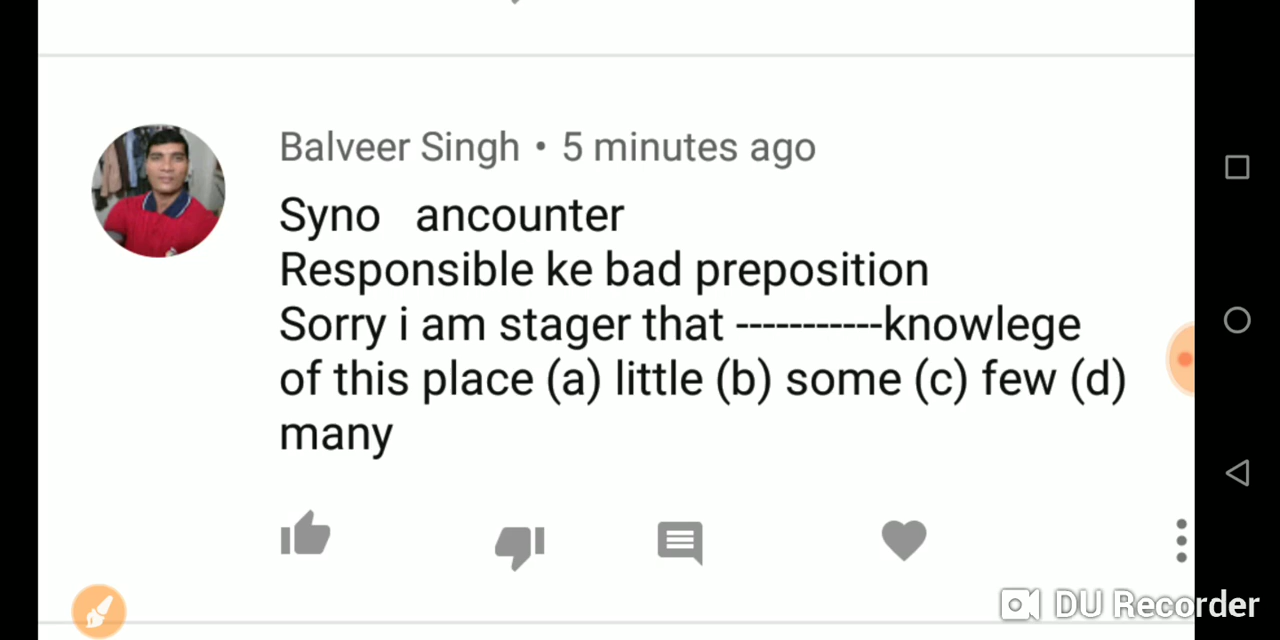 Balveer Singh • 5 minutes ago
Syno ancounter
Responsible ke bad preposition
Sorry i am stager that -----------knowlege
of this place (a) little (b) some (c) few (d)
many
DU Recorder